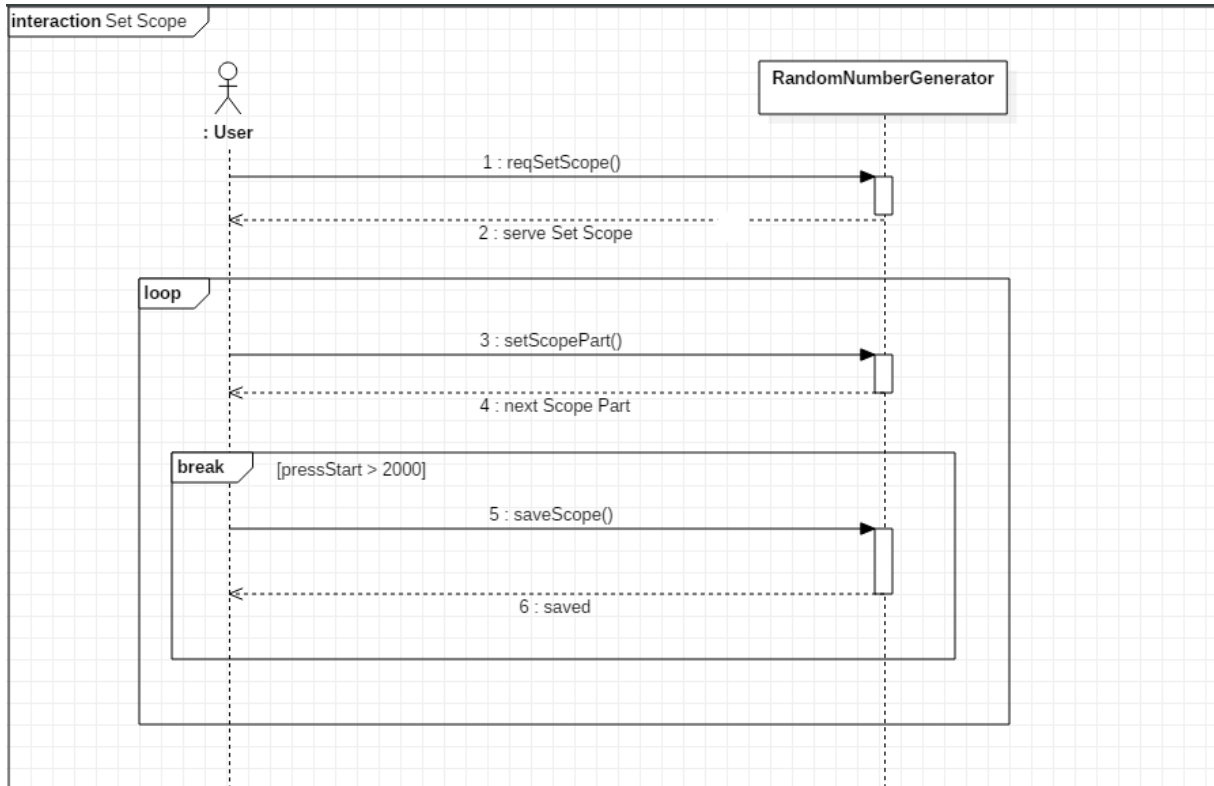 interaction Set Scope
RandomNumberGenerator
: User
1 : reqSetScope()
2 : serve Set Scope
loop
3 : setScopePart()
4 : next Scope Part
break [pressStart > 2000]
5 : saveScope()
6 : saved